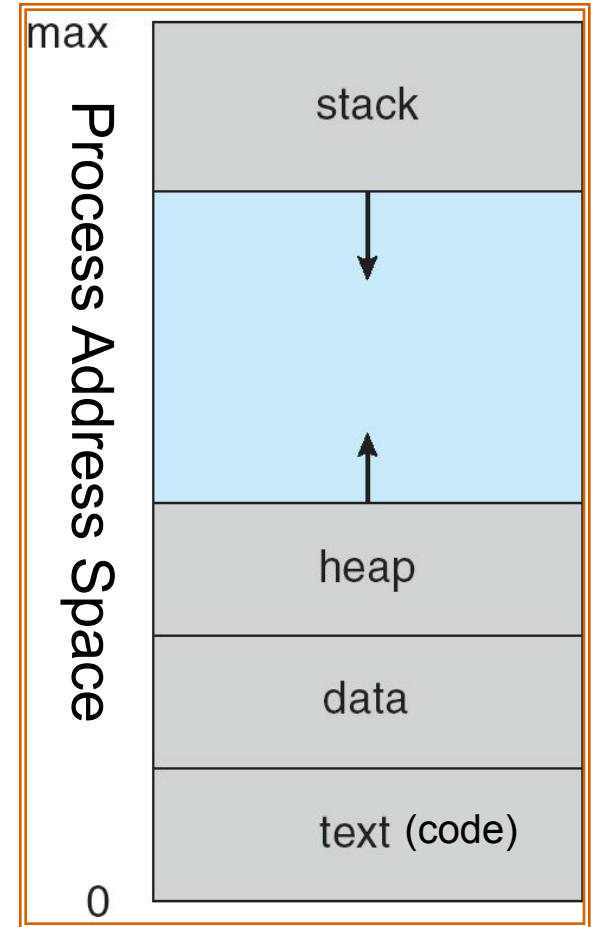 max
stack
Process Address Space
heap
data
text (code)
0